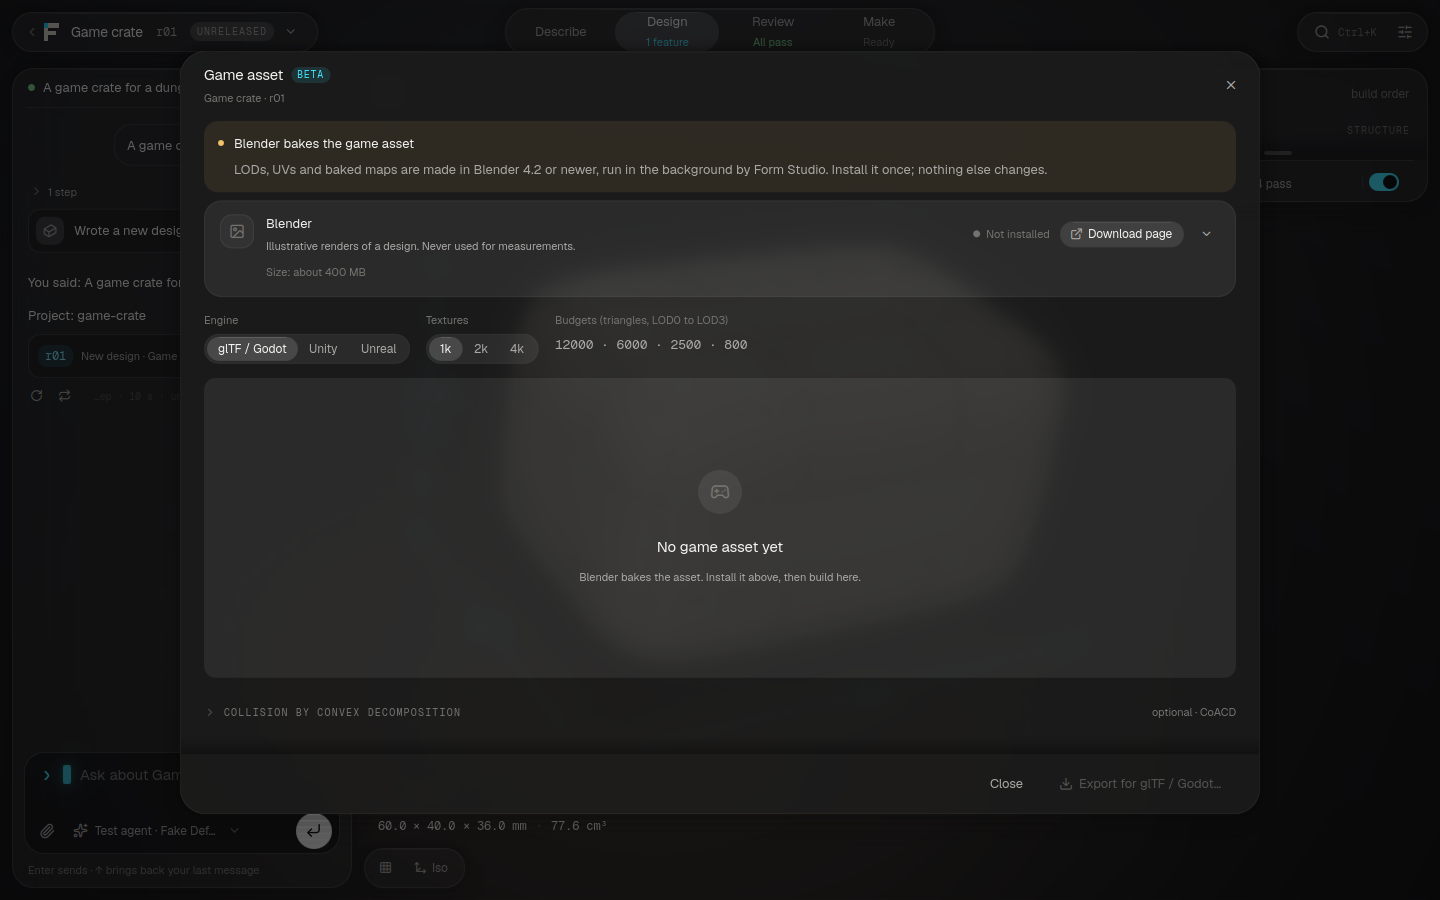 Game crate r01 UNRELEASED
Describe
Design
1 feature
Review
All pass
Make
Ready
Ctrl+K
Game asset BETA
Game crate · r01
A game crate for a dung
build order
STRUCTURE
pass
A game c
1 step
Wrote a new desig
You said: A game crate for
Project: game-crate
r01 New design · Game
Blender bakes the game asset
LODs, UVs and baked maps are made in Blender 4.2 or newer, run in the background by Form Studio. Install it once; nothing else changes.
Blender
Illustrative renders of a design. Never used for measurements.
Size: about 400 MB
Not installed
Download page
Engine
glTF / Godot Unity Unreal
Textures
1k 2k 4k
Budgets (triangles, LOD0 to LOD3)
12000 · 6000 · 2500 · 800
No game asset yet
Blender bakes the asset. Install it above, then build here.
COLLISION BY CONVEX DECOMPOSITION
optional · CoACD
Close
Export for glTF / Godot...
Ask about Gam
Test agent · Fake Def...
Enter sends · ↑ brings back your last message
60.0 × 40.0 × 36.0 mm · 77.6 cm³
Iso